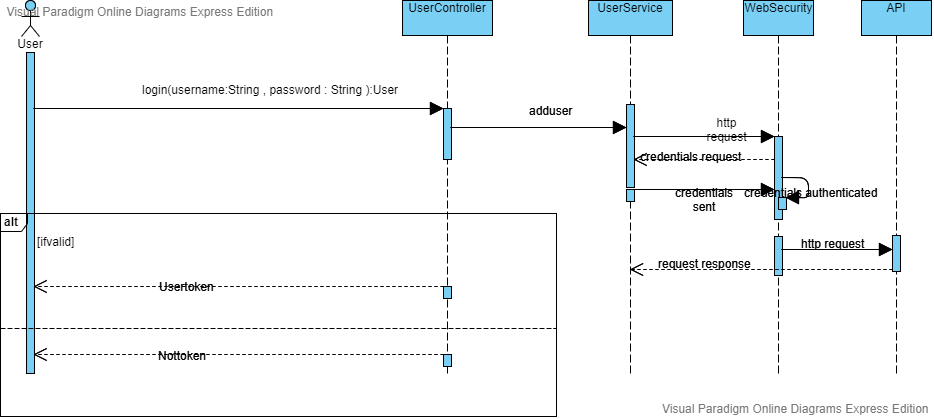 Visual Paradigm Online Diagrams Express Edition
User
UserController
UserService
WebSecurity
API
login(username:String , password : String ):User
adduser
http
request
credentials request
credentials
sent
credentials authenticated
alt
[ifvalid]
http request
request response
Usertoken
Nottoken
Visual Paradigm Online Diagrams Express Edition